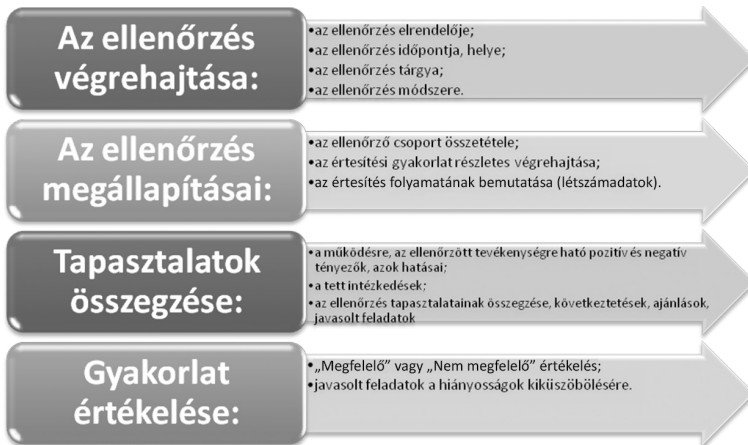 Az ellenőrzés
végrehajtása:
•az ellenőrzés elrendelője;
•az ellenőrzés időpontja, helye;
•az ellenőrzés tárgya;
•az ellenőrzés módszere.
Az ellenőrzés
megállapításai:
•az ellenőrző csoport összetétele;
•az értesítési gyakorlat részletes végrehajtása;
•az értesítés folyamatának bemutatása (létszámadatok).
Tapasztalatok
összegzése:
•a működésre, az ellenőrzött tevékenységre ható pozitív és negatív
tényezők, azok hatásai;
•a tett intézkedések;
•az ellenőrzés tapasztalatainak összegzése, következtetések, ajánlások,
javasolt feladatok
Gyakorlat
értékelése:
•„Megfelelő” vagy „Nem megfelelő” értékelés;
•javasolt feladatok a hiányosságok kiküszöbölésére.